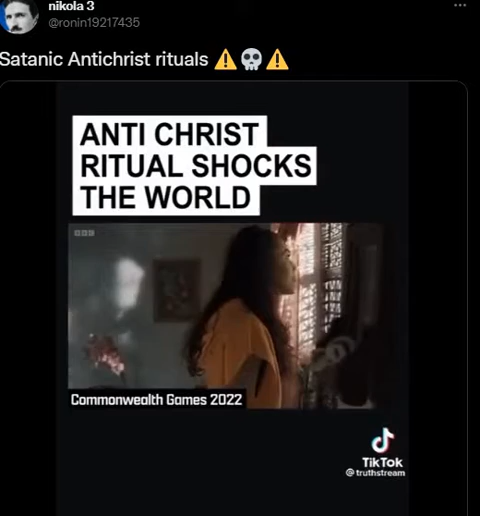 nikola 3
@ronin19217435
Satanic Antichrist rituals ⚠️💀⚠️
ANTI CHRIST
RITUAL SHOCKS
THE WORLD
BBC
Commonwealth Games 2022
TikTok
@truthstream